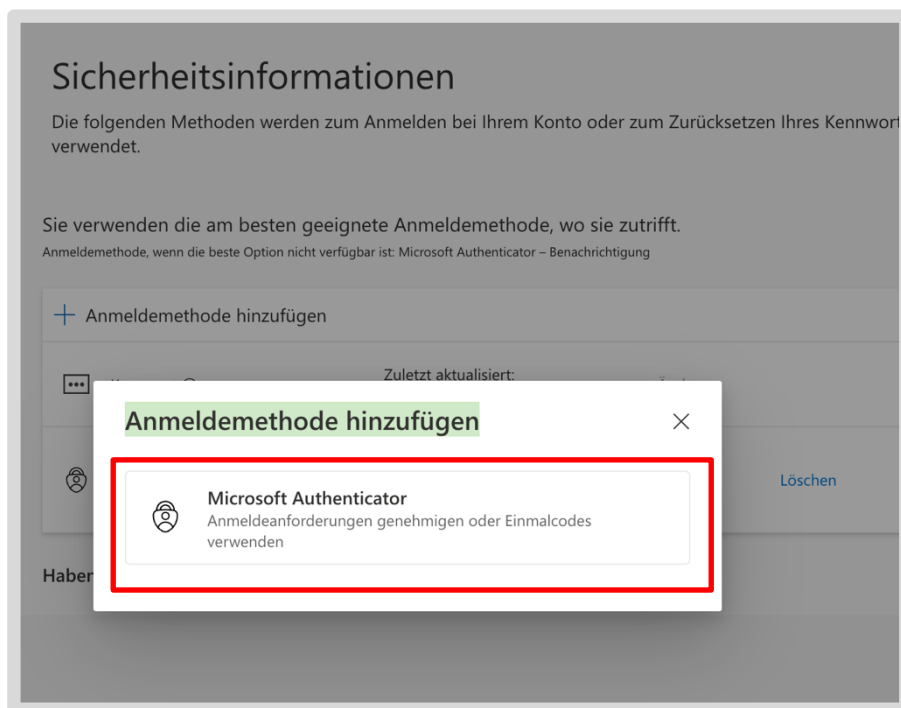 Sicherheitsinformationen
Die folgenden Methoden werden zum Anmelden bei Ihrem Konto oder zum Zurücksetzen Ihres Kennwort
verwendet.
Sie verwenden die am besten geeignete Anmeldemethode, wo sie zutrifft.
Anmeldemethode, wenn die beste Option nicht verfügbar ist: Microsoft Authenticator – Benachrichtigung
Anmeldemethode hinzufügen
Zuletzt aktualisiert:
Anmeldemethode hinzufügen
Microsoft Authenticator
Anmeldeanforderungen genehmigen oder Einmalcodes
verwenden
Löschen
Haben